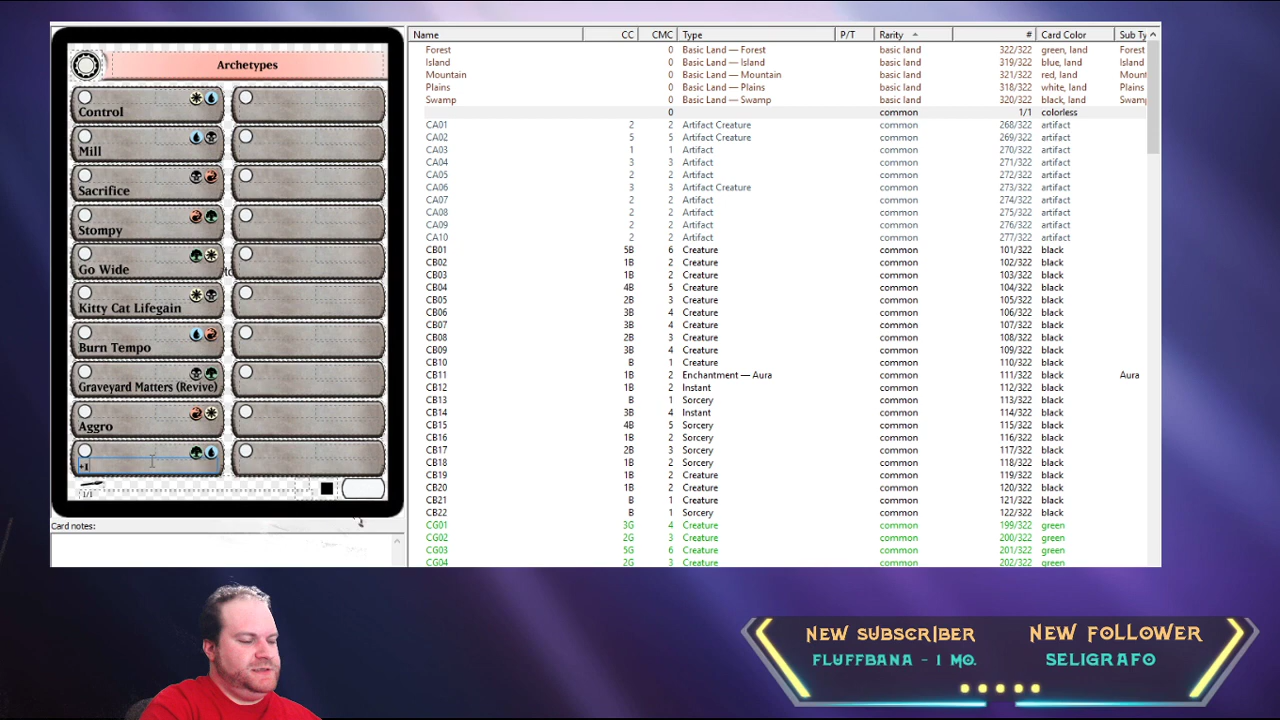 Archetypes
Control
Mill
Sacrifice
Stompy
Go Wide
Kitty Cat Lifegain
Burn Tempo
Graveyard Matters (Revive)
Aggro
+1
1/1
Card notes:
Name CC CMC Type P/T Rarity # Card Color Sub Ty
Forest 0 Basic Land — Forest basic land 322/322 green, land Forest
Island 0 Basic Land — Island basic land 319/322 blue, land Island
Mountain 0 Basic Land — Mountain basic land 321/322 red, land Mount
Plains 0 Basic Land — Plains basic land 318/322 white, land Plains
Swamp 0 Basic Land — Swamp basic land 320/322 black, land Swamp
0 common 1/1 colorless
CA01 2 2 Artifact Creature common 268/322 artifact
CA02 5 5 Artifact Creature common 269/322 artifact
CA03 1 1 Artifact common 270/322 artifact
CA04 3 3 Artifact common 271/322 artifact
CA05 2 2 Artifact common 272/322 artifact
CA06 3 3 Artifact Creature common 273/322 artifact
CA07 2 2 Artifact common 274/322 artifact
CA08 2 2 Artifact common 275/322 artifact
CA09 2 2 Artifact common 276/322 artifact
CA10 2 2 Artifact common 277/322 artifact
CB01 5B 6 Creature common 101/322 black
CB02 1B 2 Creature common 102/322 black
CB03 1B 2 Creature common 103/322 black
CB04 4B 5 Creature common 104/322 black
CB05 2B 3 Creature common 105/322 black
CB06 3B 4 Creature common 106/322 black
CB07 3B 4 Creature common 107/322 black
CB08 2B 3 Creature common 108/322 black
CB09 3B 4 Creature common 109/322 black
CB10 B 1 Creature common 110/322 black
CB11 1B 2 Enchantment — Aura common 111/322 black Aura
CB12 1B 2 Instant common 112/322 black
CB13 B 1 Sorcery common 113/322 black
CB14 3B 4 Instant common 114/322 black
CB15 4B 5 Sorcery common 115/322 black
CB16 1B 2 Sorcery common 116/322 black
CB17 2B 3 Sorcery common 117/322 black
CB18 1B 2 Sorcery common 118/322 black
CB19 1B 2 Creature common 119/322 black
CB20 1B 2 Creature common 120/322 black
CB21 B 1 Creature common 121/322 black
CB22 B 1 Sorcery common 122/322 black
CG01 3G 4 Creature common 199/322 green
CG02 2G 3 Creature common 200/322 green
CG03 5G 6 Creature common 201/322 green
CG04 2G 3 Creature common 202/322 green
NEW SUBSCRIBER
FLUFFBANA - 1 MO.
NEW FOLLOWER
SELIGRAFO